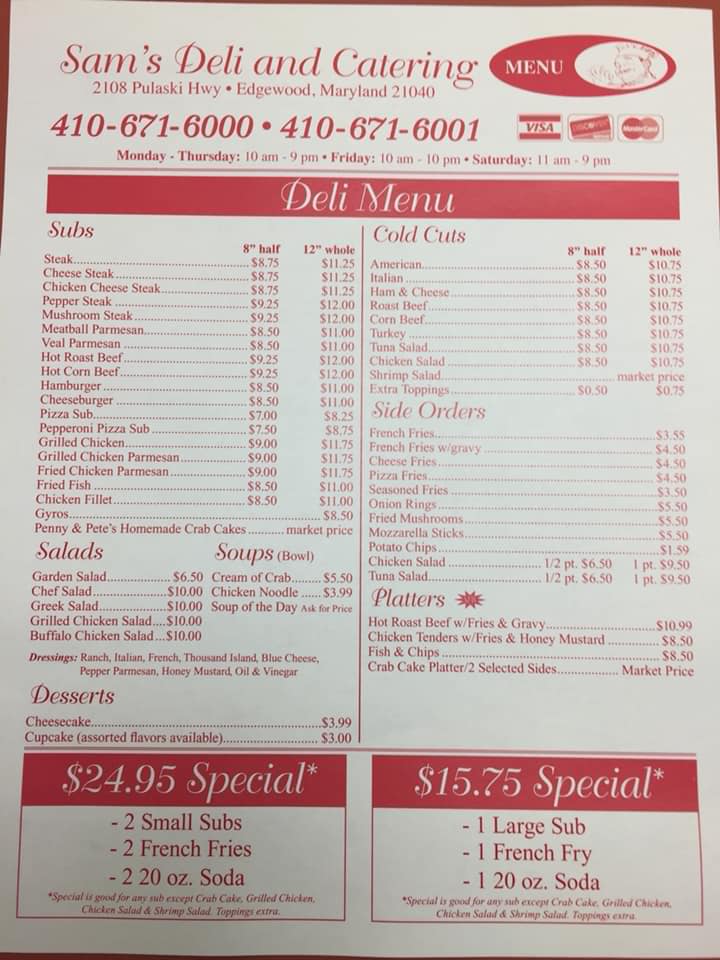 Sam's Deli and Catering
MENU
2108 Pulaski Hwy • Edgewood, Maryland 21040
410-671-6000 • 410-671-6001
VISA DISCOVER MasterCard
Monday - Thursday: 10 am - 9 pm • Friday: 10 am - 10 pm • Saturday: 11 am - 9 pm
Deli Menu
Subs
8" half 12" whole
Steak $8.75 $11.25
Cheese Steak $8.75 $11.25
Chicken Cheese Steak $8.75 $11.25
Pepper Steak $9.25 $12.00
Mushroom Steak $9.25 $12.00
Meatball Parmesan $8.50 $11.00
Veal Parmesan $8.50 $11.00
Hot Roast Beef $9.25 $12.00
Hot Corn Beef $9.25 $12.00
Hamburger $8.50 $11.00
Cheeseburger $8.50 $11.00
Pizza Sub $7.00 $8.25
Pepperoni Pizza Sub $7.50 $8.75
Grilled Chicken $9.00 $11.75
Grilled Chicken Parmesan $9.00 $11.75
Fried Chicken Parmesan $9.00 $11.75
Fried Fish $8.50 $11.00
Chicken Fillet $8.50 $11.00
Gyros $8.50
Penny & Pete's Homemade Crab Cakes market price
Salads
Garden Salad $6.50
Chef Salad $10.00
Greek Salad $10.00
Grilled Chicken Salad $10.00
Buffalo Chicken Salad $10.00
Soups (Bowl)
Cream of Crab $5.50
Chicken Noodle $3.99
Soup of the Day Ask for Price
Dressings: Ranch, Italian, French, Thousand Island, Blue Cheese,
Pepper Parmesan, Honey Mustard, Oil & Vinegar
Desserts
Cheesecake $3.99
Cupcake (assorted flavors available) $3.00
Cold Cuts
8" half 12" whole
American $8.50 $10.75
Italian $8.50 $10.75
Ham & Cheese $8.50 $10.75
Roast Beef $8.50 $10.75
Corn Beef $8.50 $10.75
Turkey $8.50 $10.75
Tuna Salad $8.50 $10.75
Chicken Salad $8.50 $10.75
Shrimp Salad market price
Extra Toppings $0.50 $0.75
Side Orders
French Fries $3.55
French Fries w/gravy $4.50
Cheese Fries $4.50
Pizza Fries $4.50
Seasoned Fries $3.50
Onion Rings $5.50
Fried Mushrooms $5.50
Mozzarella Sticks $5.50
Potato Chips $1.59
Chicken Salad 1/2 pt. $6.50 1 pt. $9.50
Tuna Salad 1/2 pt. $6.50 1 pt. $9.50
Platters
Hot Roast Beef w/Fries & Gravy $10.99
Chicken Tenders w/Fries & Honey Mustard $8.50
Fish & Chips $8.50
Crab Cake Platter/2 Selected Sides Market Price
$24.95 Special*
- 2 Small Subs
- 2 French Fries
- 2 20 oz. Soda
*Special is good for any sub except Crab Cake, Grilled Chicken,
Chicken Salad & Shrimp Salad. Toppings extra.
$15.75 Special*
- 1 Large Sub
- 1 French Fry
- 1 20 oz. Soda
*Special is good for any sub except Crab Cake, Grilled Chicken,
Chicken Salad & Shrimp Salad. Toppings extra.